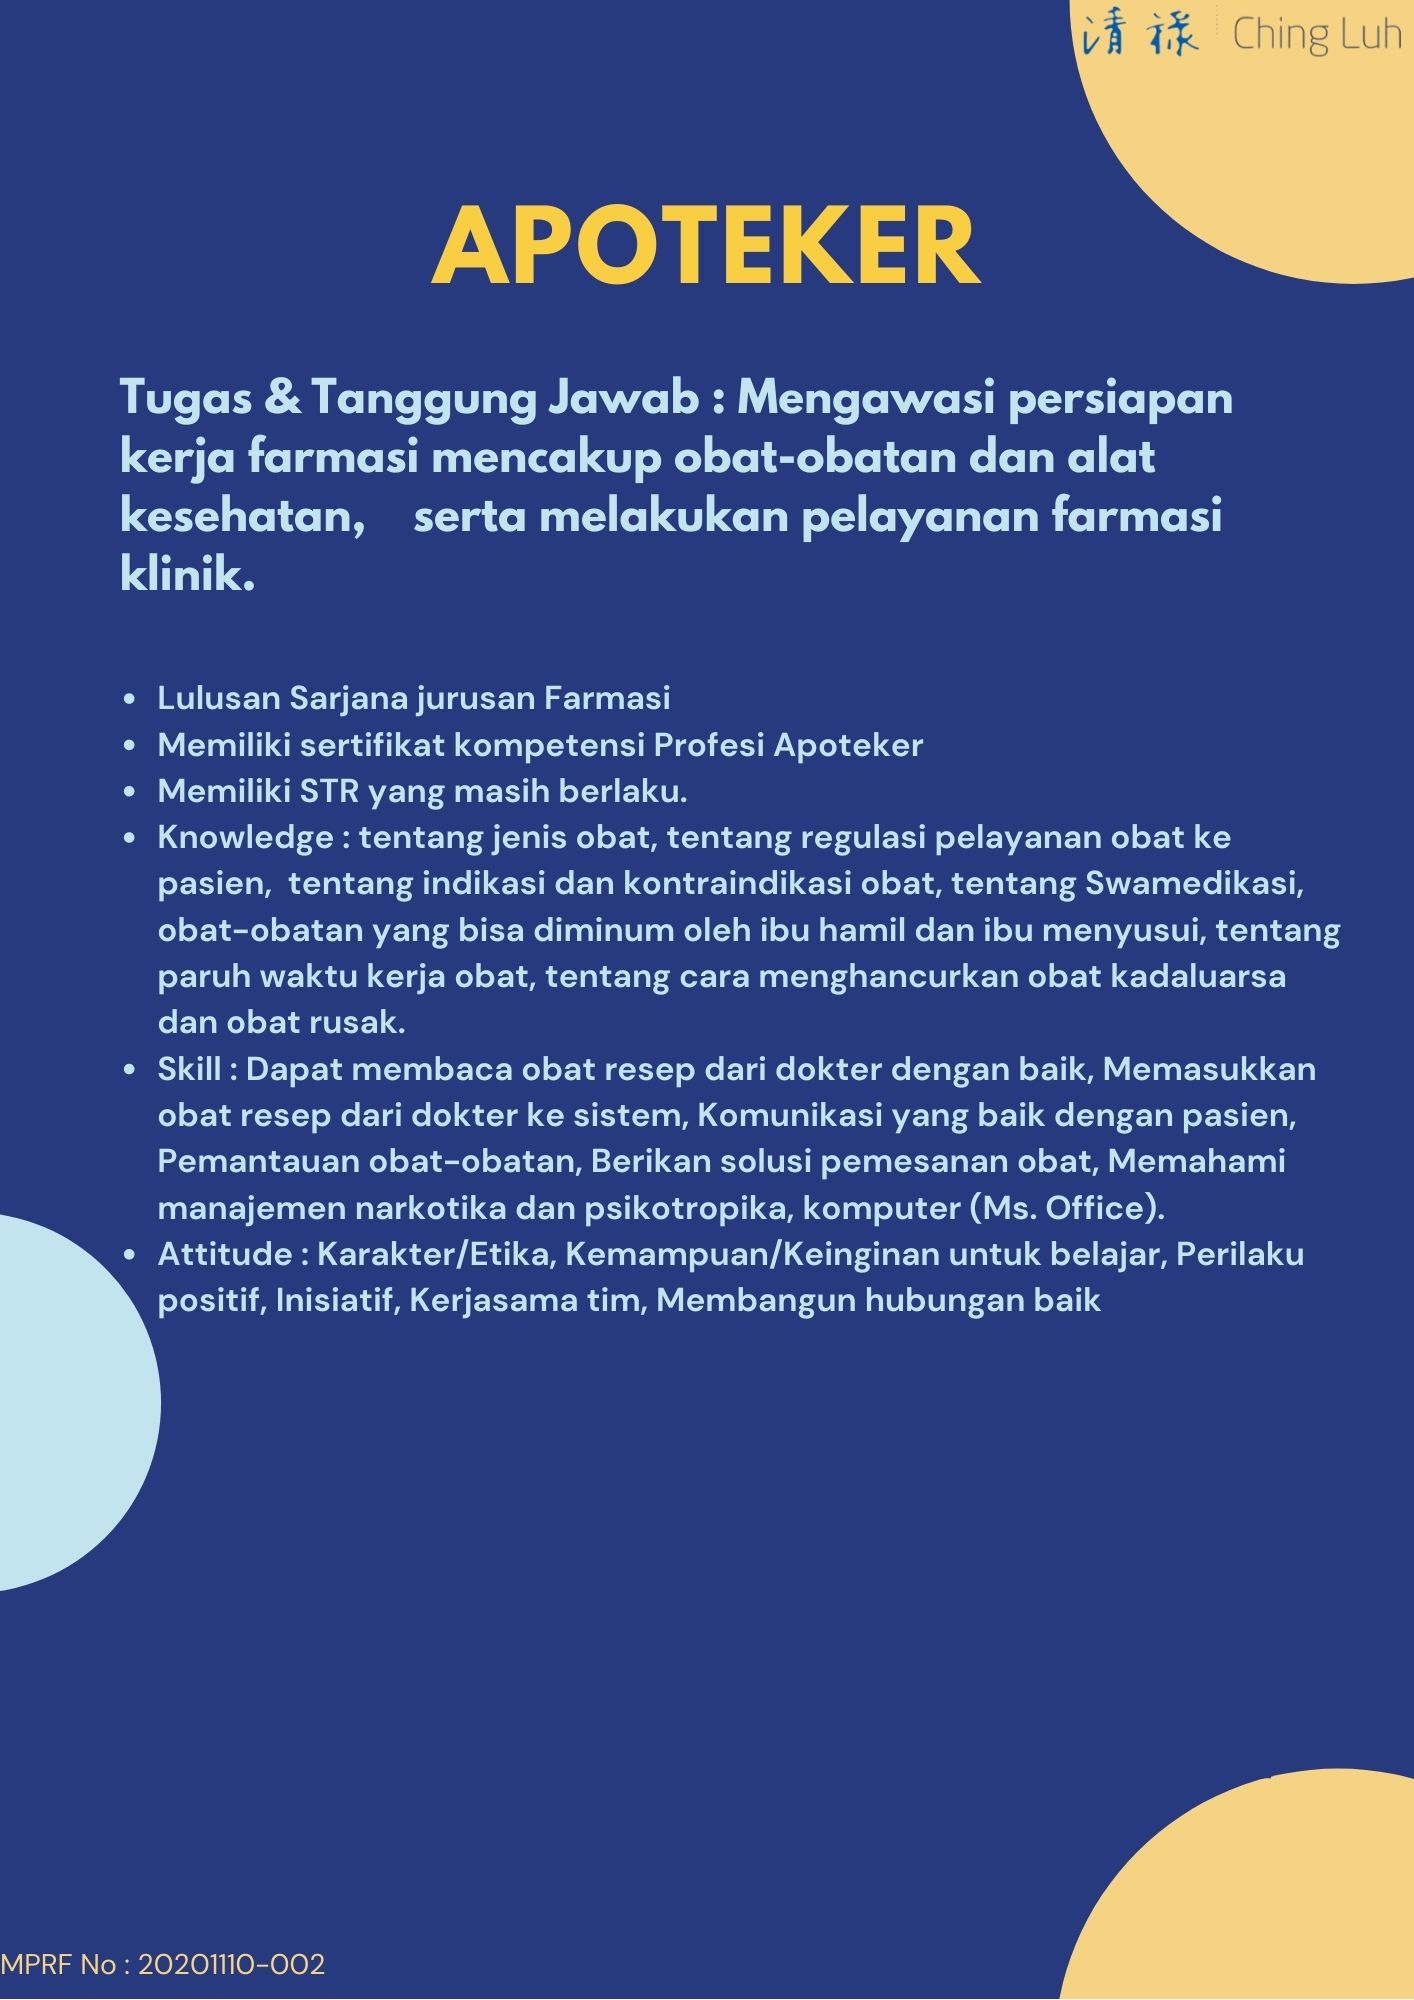 清 祿 Ching Luh
APOTEKER
Tugas & Tanggung Jawab : Mengawasi persiapan
kerja farmasi mencakup obat-obatan dan alat
kesehatan, serta melakukan pelayanan farmasi
klinik.
• Lulusan Sarjana jurusan Farmasi
• Memiliki sertifikat kompetensi Profesi Apoteker
• Memiliki STR yang masih berlaku.
• Knowledge : tentang jenis obat, tentang regulasi pelayanan obat ke
pasien, tentang indikasi dan kontraindikasi obat, tentang Swamedikasi,
obat-obatan yang bisa diminum oleh ibu hamil dan ibu menyusui, tentang
paruh waktu kerja obat, tentang cara menghancurkan obat kadaluarsa
dan obat rusak.
• Skill : Dapat membaca obat resep dari dokter dengan baik, Memasukkan
obat resep dari dokter ke sistem, Komunikasi yang baik dengan pasien,
Pemantauan obat-obatan, Berikan solusi pemesanan obat, Memahami
manajemen narkotika dan psikotropika, komputer (Ms. Office).
• Attitude : Karakter/Etika, Kemampuan/Keinginan untuk belajar, Perilaku
positif, Inisiatif, Kerjasama tim, Membangun hubungan baik
MPRF No : 20201110-002